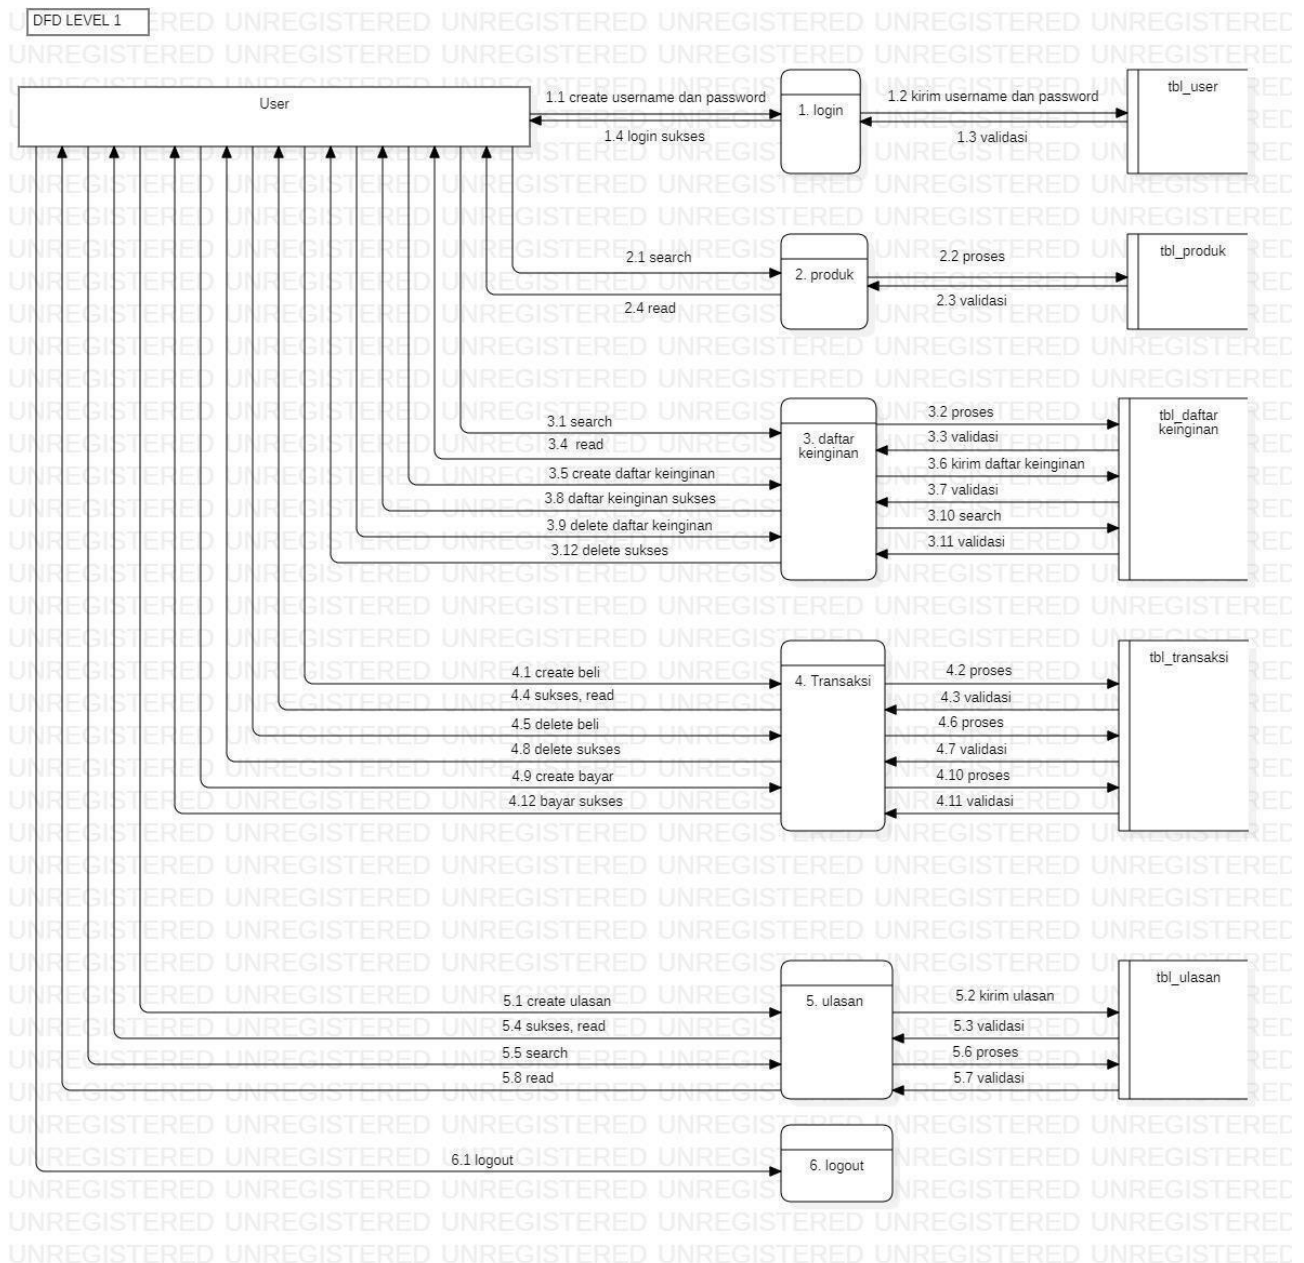 DFD LEVEL 1
User
1.1 create username dan password
1.4 login sukses
1. login
1.2 kirim username dan password
1.3 validasi
tbl_user
2.1 search
2.4 read
2. produk
2.2 proses
2.3 validasi
tbl_produk
3.1 search
3.4 read
3.5 create daftar keinginan
3.8 daftar keinginan sukses
3.9 delete daftar keinginan
3.12 delete sukses
3. daftar
keinginan
3.2 proses
3.3 validasi
3.6 kirim daftar keinginan
3.7 validasi
3.10 search
3.11 validasi
tbl_daftar
keinginan
4.1 create beli
4.4 sukses, read
4.5 delete beli
4.8 delete sukses
4.9 create bayar
4.12 bayar sukses
4. Transaksi
4.2 proses
4.3 validasi
4.6 proses
4.7 validasi
4.10 proses
4.11 validasi
tbl_transaksi
5.1 create ulasan
5.4 sukses, read
5.5 search
5.8 read
5. ulasan
5.2 kirim ulasan
5.3 validasi
5.6 proses
5.7 validasi
tbl_ulasan
6.1 logout
6. logout
UNREGISTERED UNREGISTERED UNREGISTERED UNREGISTERED UNREGISTERED UNREGISTERED